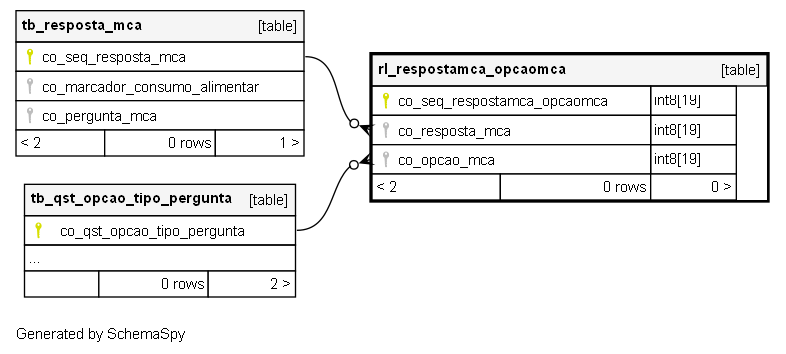 tb_resposta_mca [table]
co_seq_resposta_mca
co_marcador_consumo_alimentar
co_pergunta_mca
< 2 0 rows 1 >
rl_respostamca_opcaomca [table]
co_seq_respostamca_opcaomca int8[19]
co_resposta_mca int8[19]
co_opcao_mca int8[19]
< 2 0 rows 0 >
tb_qst_opcao_tipo_pergunta [table]
co_qst_opcao_tipo_pergunta
...
0 rows 2 >
Generated by SchemaSpy